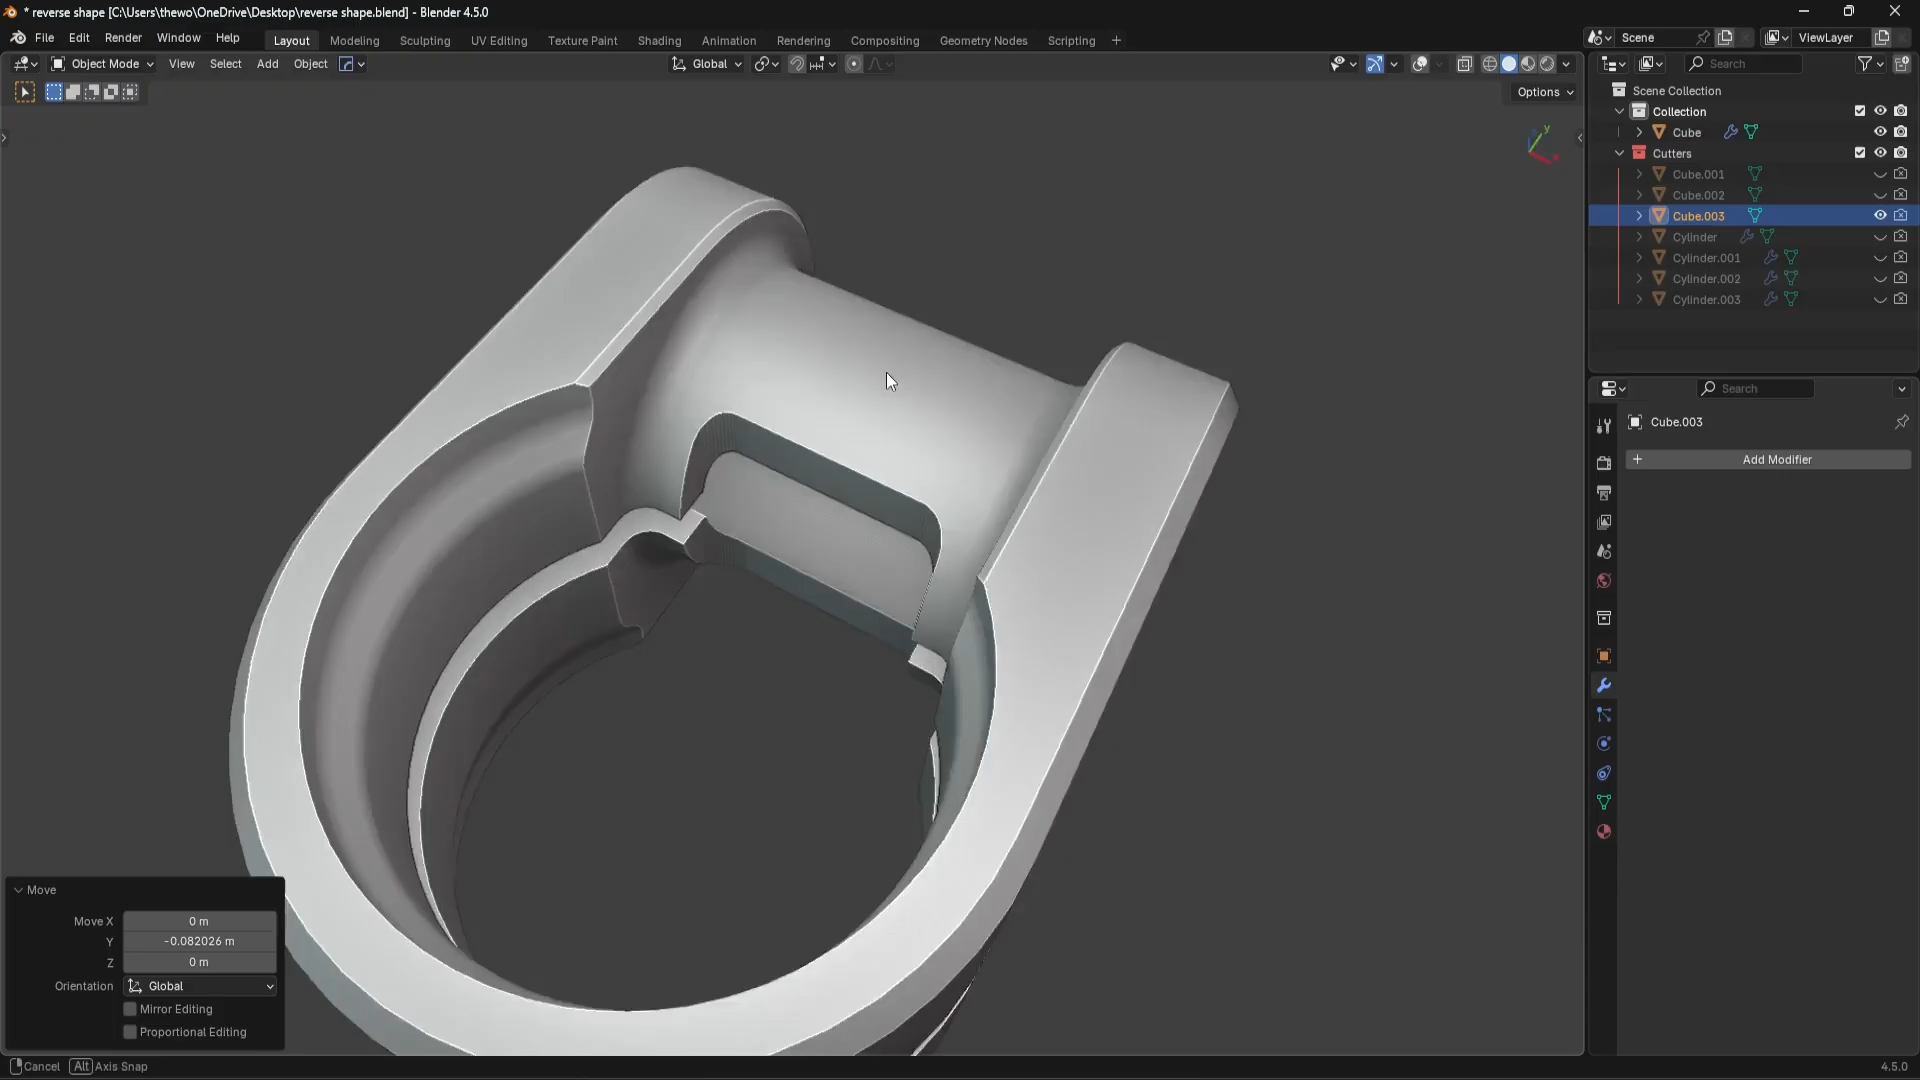 * reverse shape [C:\Users\thewo\OneDrive\Desktop\reverse shape.blend] - Blender 4.5.0
File Edit Render Window Help
Layout Modeling Sculpting UV Editing Texture Paint Shading Animation Rendering Compositing Geometry Nodes Scripting +
Scene
ViewLayer
Object Mode View Select Add Object
Global
Search
Options
Scene Collection
Collection
Cube
Cutters
Cube.001
Cube.002
Cube.003
Cylinder
Cylinder.001
Cylinder.002
Cylinder.003
Search
Cube.003
+ Add Modifier
y
Move
Move X 0 m
Y -0.082026 m
Z 0 m
Orientation Global
Mirror Editing
Proportional Editing
Cancel Alt Axis Snap
4.5.0